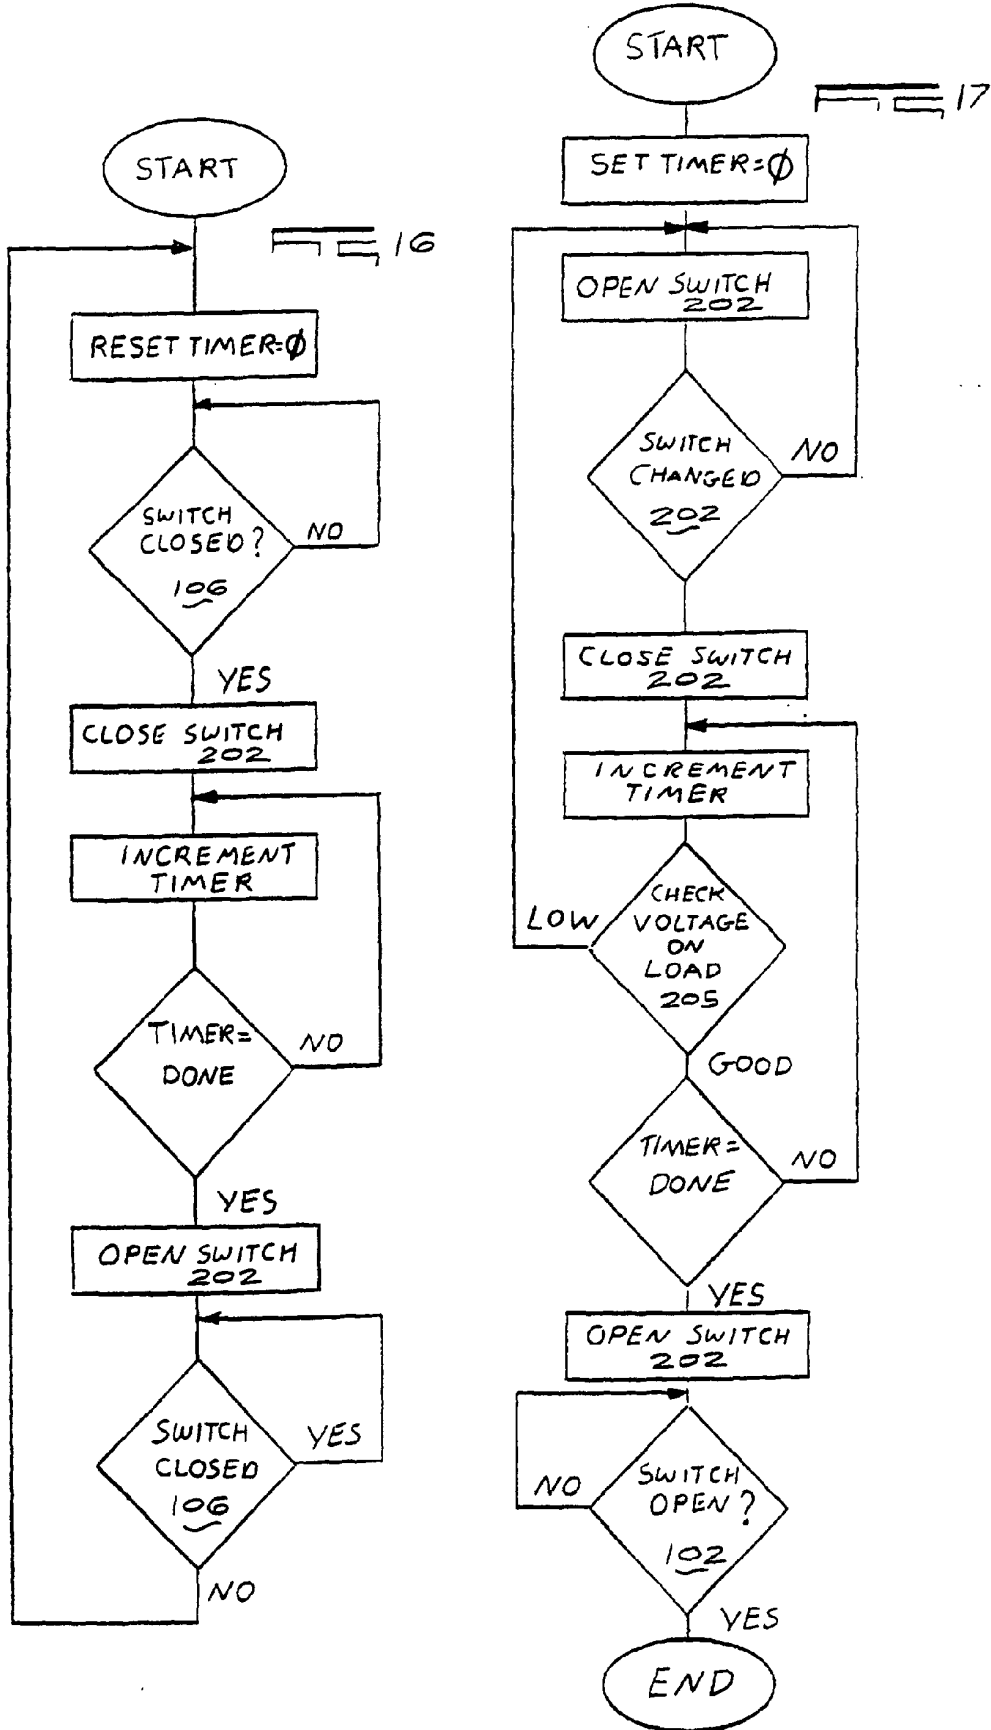 START
FIG 16
RESET TIMER=Ø
SWITCH
CLOSED?
106
NO
YES
CLOSE SWITCH
202
INCREMENT
TIMER
TIMER=
DONE
NO
YES
OPEN SWITCH
202
SWITCH
CLOSED
106
YES
NO
START
FIG 17
SET TIMER=Ø
OPEN SWITCH
202
SWITCH
CHANGED
202
NO
CLOSE SWITCH
202
INCREMENT
TIMER
CHECK
VOLTAGE
ON
LOAD
205
LOW
GOOD
TIMER=
DONE
NO
YES
OPEN SWITCH
202
SWITCH
OPEN?
102
NO
YES
END